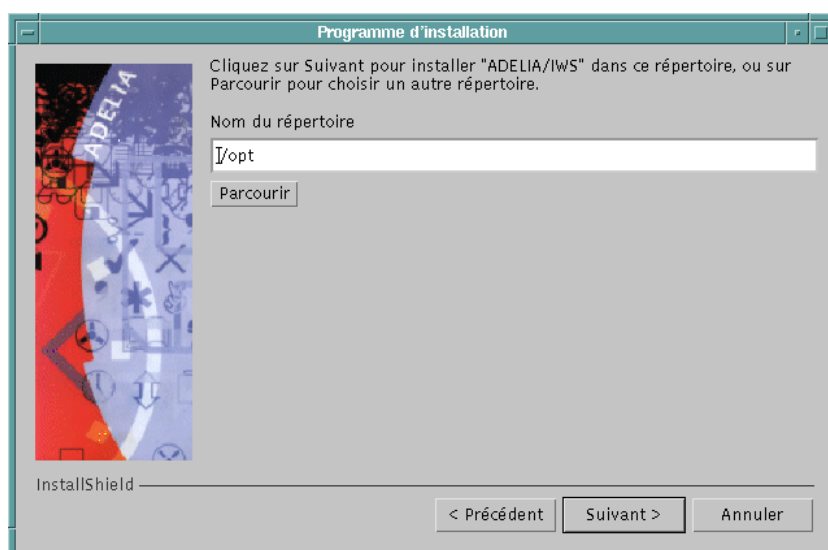 Programme d'installation
ADELIA
Cliquez sur Suivant pour installer "ADELIA/IWS" dans ce répertoire, ou sur
Parcourir pour choisir un autre répertoire.
Nom du répertoire
/opt
Parcourir
InstallShield
< Précédent Suivant > Annuler